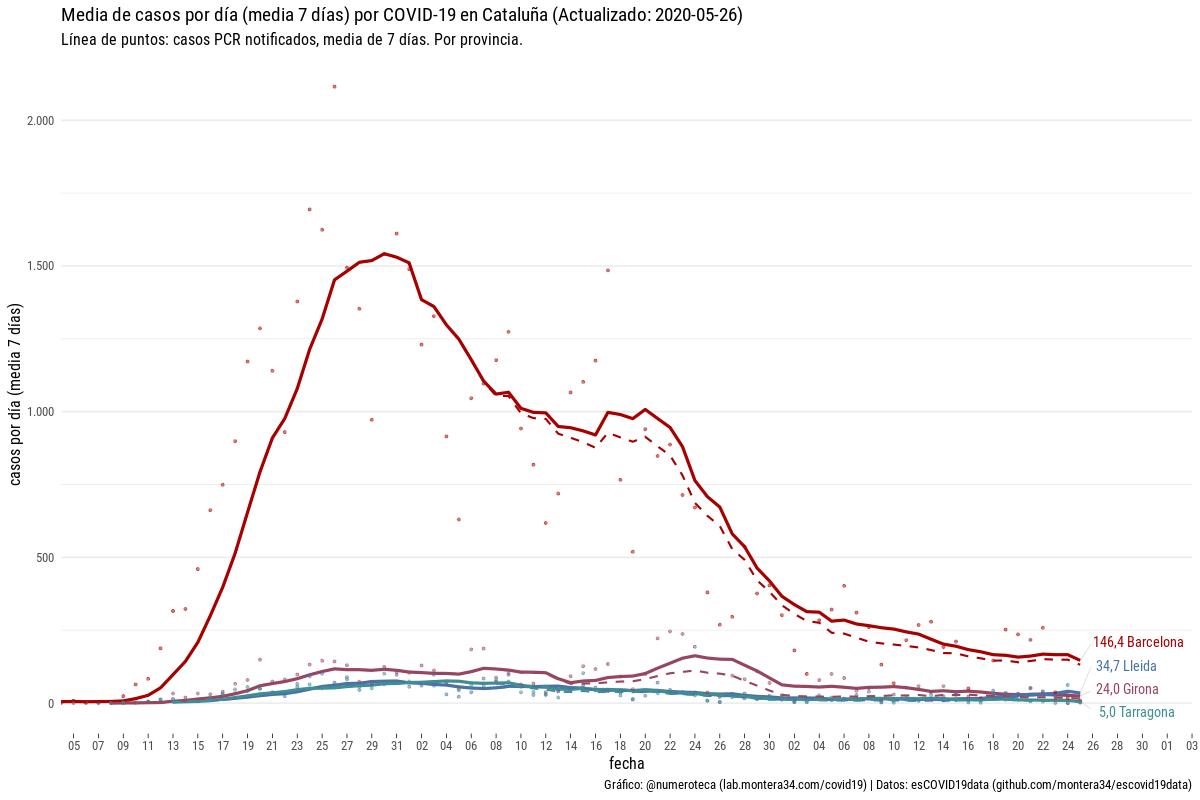 Media de casos por día (media 7 días) por COVID-19 en Cataluña (Actualizado: 2020-05-26)
Línea de puntos: casos PCR notificados, media de 7 días. Por provincia.
casos por día (media 7 días)
2.000
1.500
1.000
500
0
146,4 Barcelona
34,7 Lleida
24,0 Girona
5,0 Tarragona
05 07 09 11 13 15 17 19 21 23 25 27 29 31 02 04 06 08 10 12 14 16 18 20 22 24 26 28 30 02 04 06 08 10 12 14 16 18 20 22 24 26 28 30 01 03
fecha
Gráfico: @numeroteca (lab.montera34.com/covid19) | Datos: esCOVID19data (github.com/montera34/escovid19data)